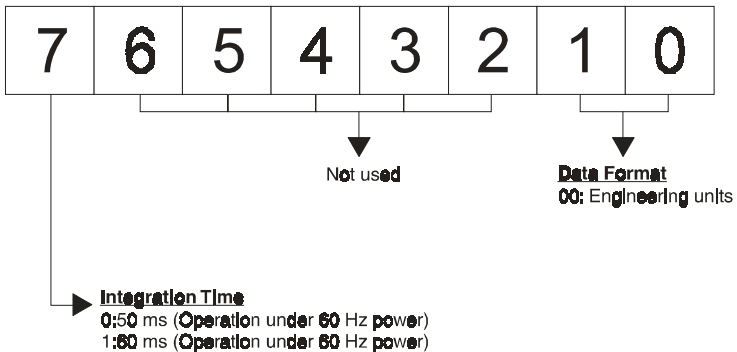 7 6 5 4 3 2 1 0
Not used
Data Format
00: Engineering units
Integration Time
0:50 ms (Operation under 60 Hz power)
1:60 ms (Operation under 60 Hz power)